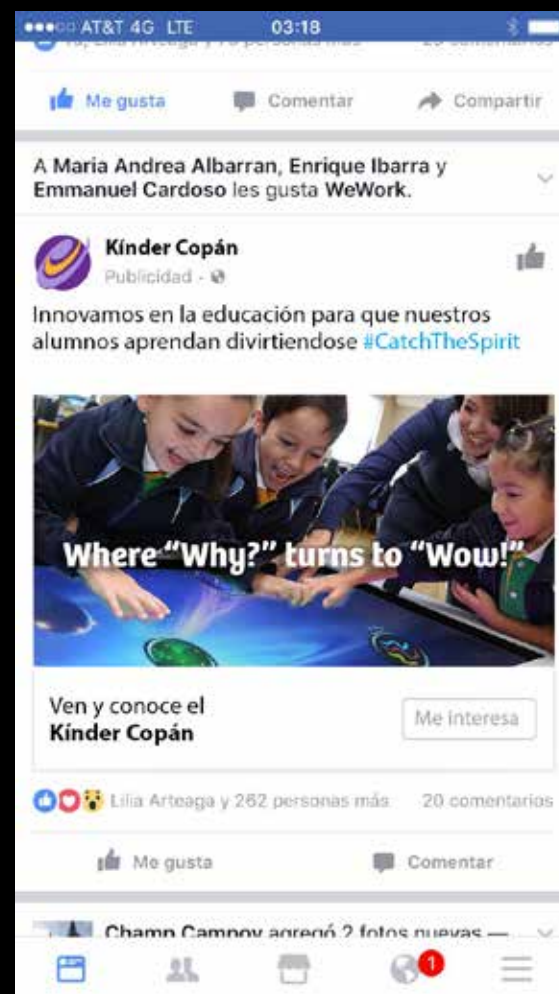 AT&T 4G LTE 03:18
Me gusta Comentar Compartir
A Maria Andrea Albarran, Enrique Ibarra y
Emmanuel Cardoso les gusta WeWork.
Kínder Copán
Publicidad
Innovamos en la educación para que nuestros
alumnos aprendan divirtiendose #CatchTheSpirit
Where “Why?” turns to “Wow!”
Ven y conoce el
Kínder Copán
Me interesa
Lilia Arteaga y 262 personas más 20 comentarios
Me gusta Comentar
Champ Campoy agregó 2 fotos nuevas —
1